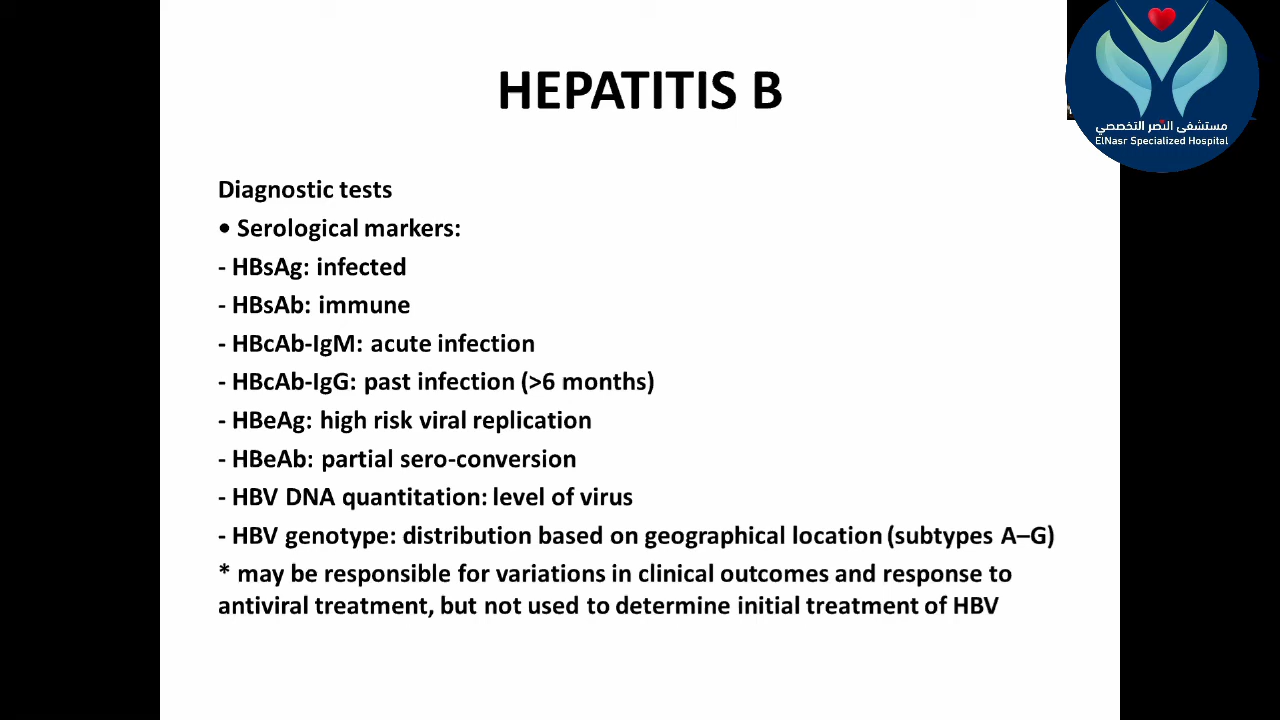 HEPATITIS B
مستشفى النصر التخصصي
ElNasr Specialized Hospital
Diagnostic tests
• Serological markers:
- HBsAg: infected
- HBsAb: immune
- HBcAb-IgM: acute infection
- HBcAb-IgG: past infection (>6 months)
- HBeAg: high risk viral replication
- HBeAb: partial sero-conversion
- HBV DNA quantitation: level of virus
- HBV genotype: distribution based on geographical location (subtypes A–G)
* may be responsible for variations in clinical outcomes and response to
antiviral treatment, but not used to determine initial treatment of HBV